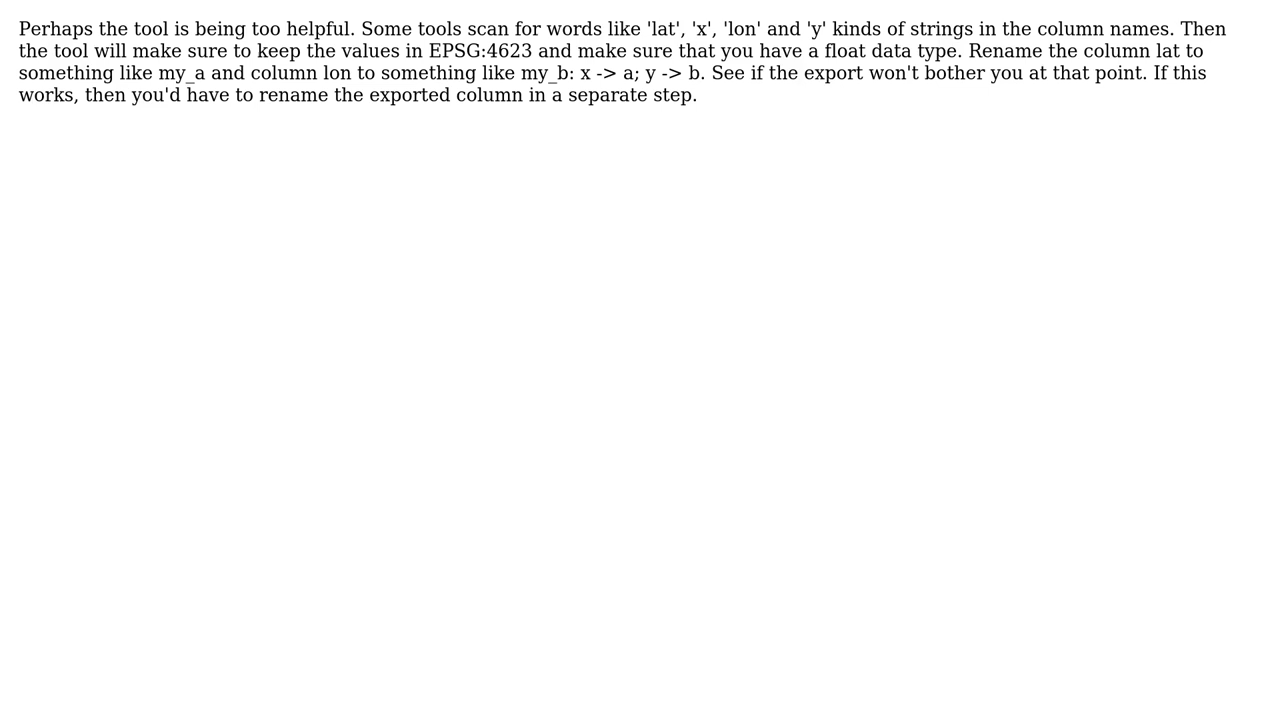 Perhaps the tool is being too helpful. Some tools scan for words like 'lat', 'x', 'lon' and 'y' kinds of strings in the column names. Then
the tool will make sure to keep the values in EPSG:4623 and make sure that you have a float data type. Rename the column lat to
something like my_a and column lon to something like my_b: x -> a; y -> b. See if the export won't bother you at that point. If this
works, then you'd have to rename the exported column in a separate step.